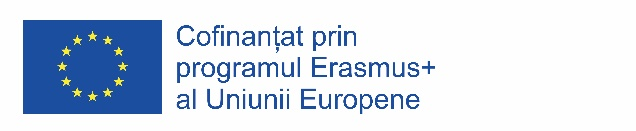 Cofinanțat prin
programul Erasmus+
al Uniunii Europene